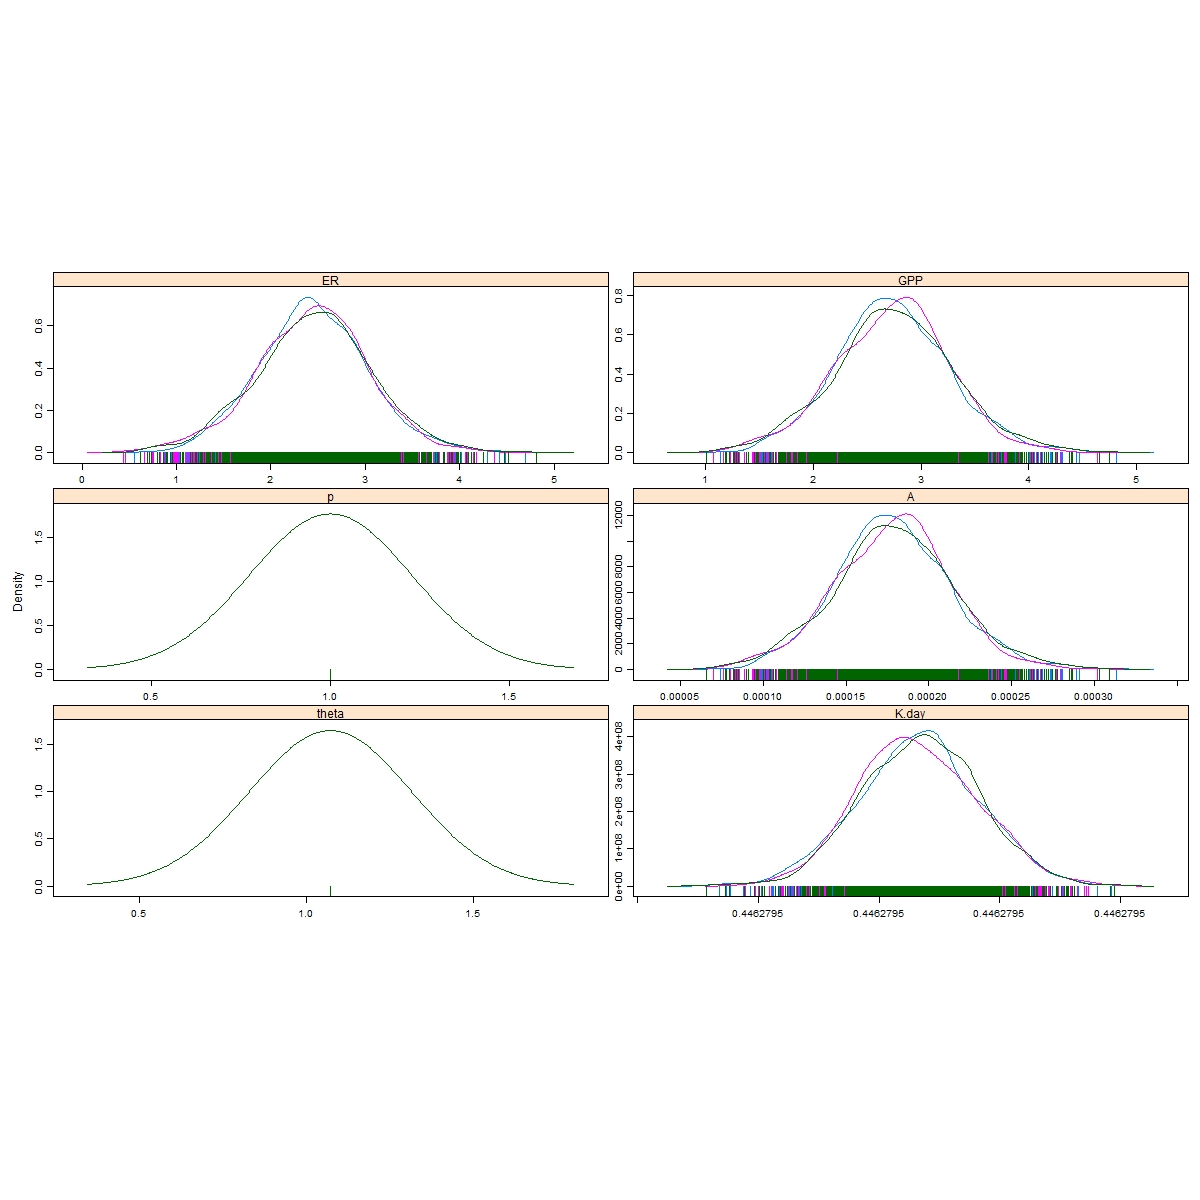 ER
GPP
0.0 0.2 0.4 0.6
0.0 0.2 0.4 0.6 0.8
0 1 2 3 4 5
1 2 3 4 5
p
A
Density
0.0 0.5 1.0 1.5
0 2000 4000 6000 8000 12000
0.5 1.0 1.5
0.00005 0.00010 0.00015 0.00020 0.00025 0.00030
theta
K.day
0.0 0.5 1.0 1.5
0e+00 1e+08 2e+08 3e+08 4e+08
0.5 1.0 1.5
0.4462795 0.4462795 0.4462795 0.4462795